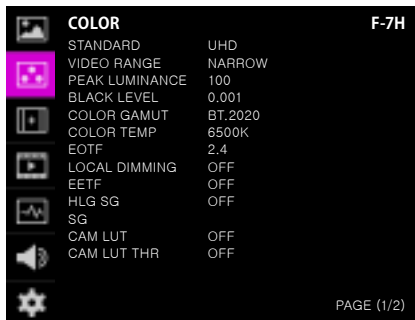 COLOR F-7H
STANDARD UHD
VIDEO RANGE NARROW
PEAK LUMINANCE 100
BLACK LEVEL 0.001
COLOR GAMUT BT.2020
COLOR TEMP 6500K
EOTF 2.4
LOCAL DIMMING OFF
EETF OFF
HLG SG OFF
SG
CAM LUT OFF
CAM LUT THR OFF
PAGE (1/2)